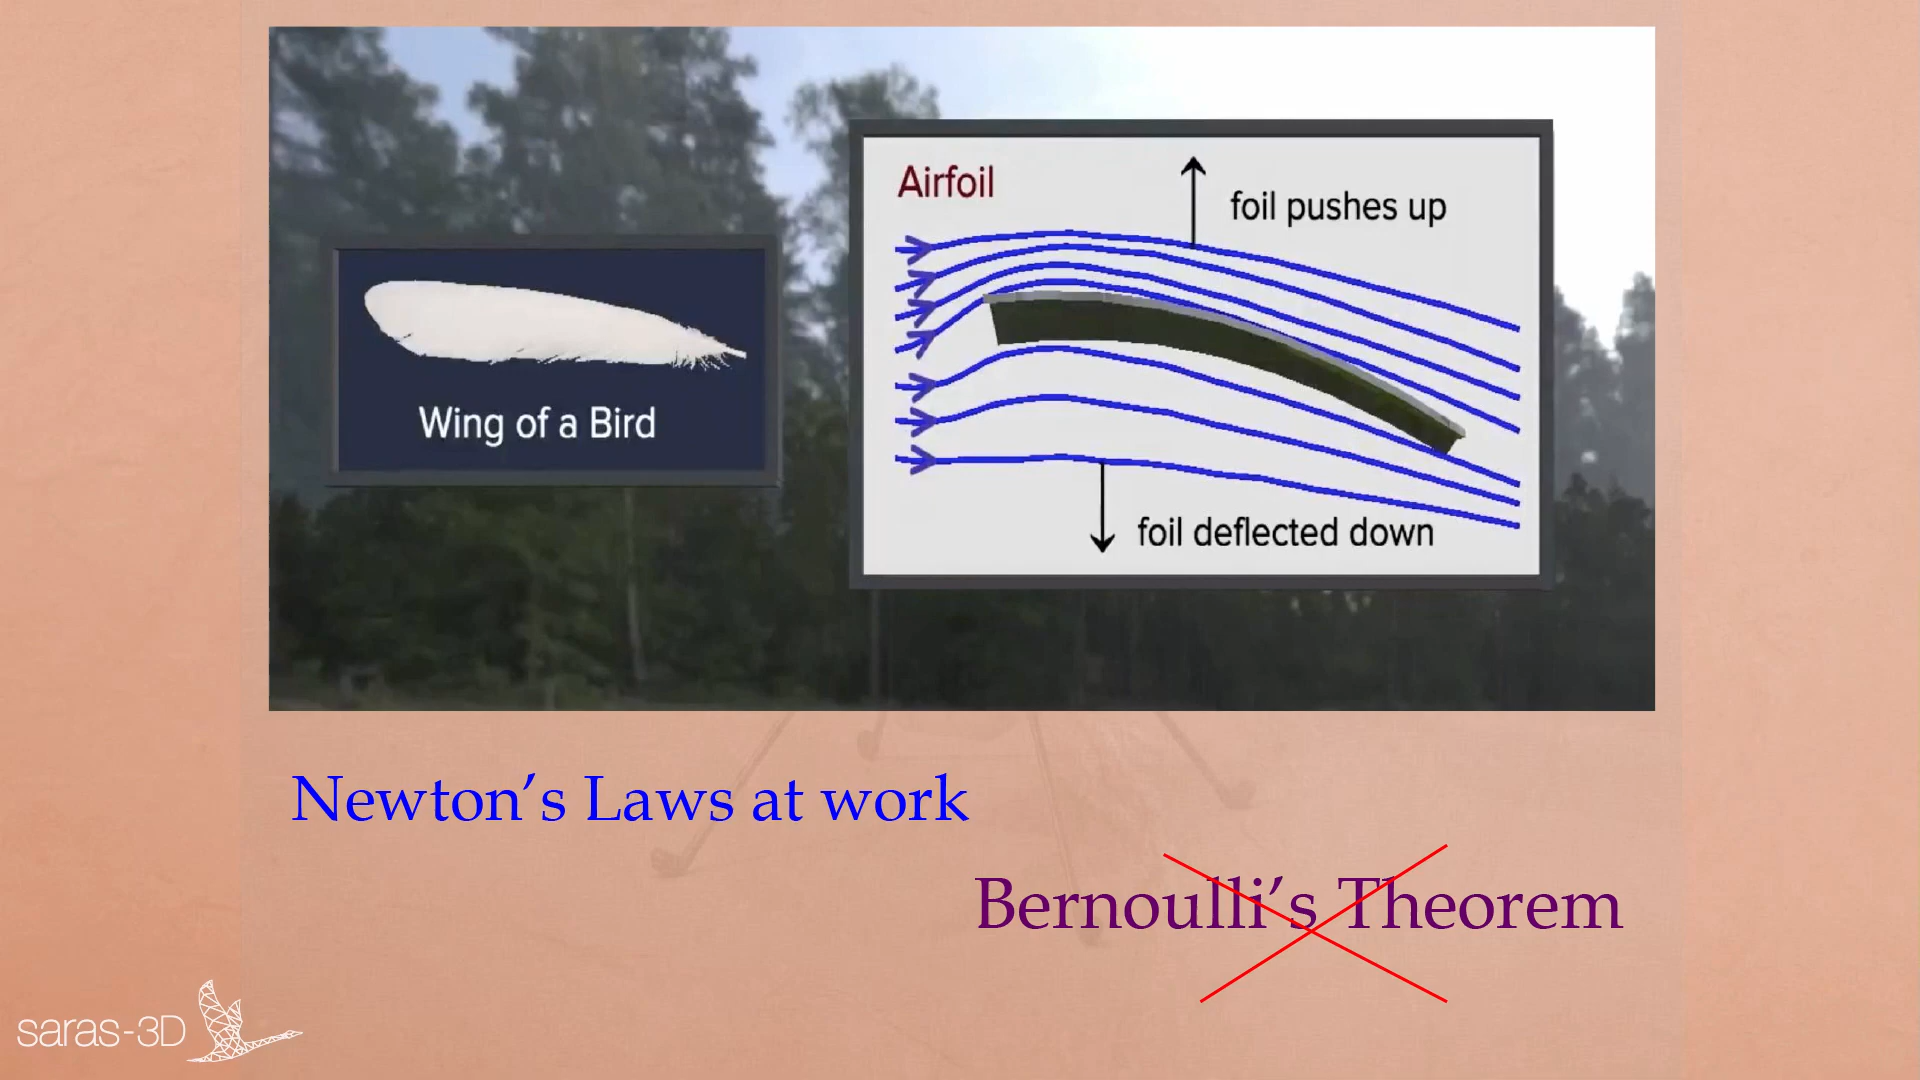 Airfoil
foil pushes up
Wing of a Bird
foil deflected down
Newton’s Laws at work
Bernoulli’s Theorem
saras-3D